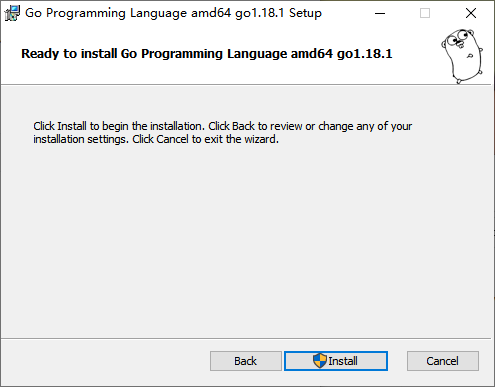 Go Programming Language amd64 go1.18.1 Setup
Ready to install Go Programming Language amd64 go1.18.1
Click Install to begin the installation. Click Back to review or change any of your
installation settings. Click Cancel to exit the wizard.
Back
Install
Cancel